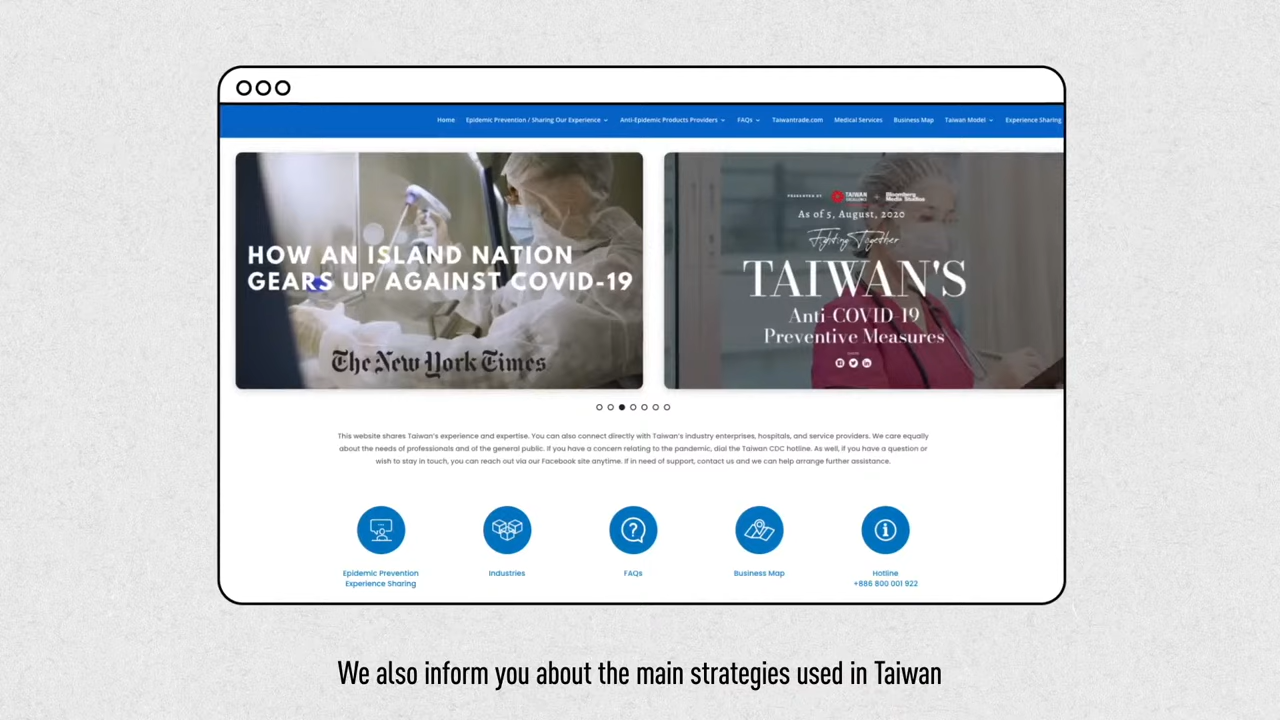 Home Epidemic Prevention / Sharing Our Experience Anti-Epidemic Products Providers FAQs Taiwantrade.com Medical Services Business Map Taiwan Model Experience Sharing
HOW AN ISLAND NATION
GEARS UP AGAINST COVID-19
The New York Times
PRESENTED BY TAIWAN EXCELLENCE + Bloomberg Media Studios
As of 5, August, 2020
Fighting Together
TAIWAN'S
Anti-COVID-19
Preventive Measures
This website shares Taiwan's experience and expertise. You can also connect directly with Taiwan's industry enterprises, hospitals, and service providers. We care equally
about the needs of professionals and of the general public. If you have a concern relating to the pandemic, dial the Taiwan CDC hotline. As well, if you have a question or
wish to stay in touch, you can reach out via our Facebook site anytime. If in need of support, contact us and we can help arrange further assistance.
Epidemic Prevention
Experience Sharing
Industries
FAQs
Business Map
Hotline
+886 800 001 922
We also inform you about the main strategies used in Taiwan